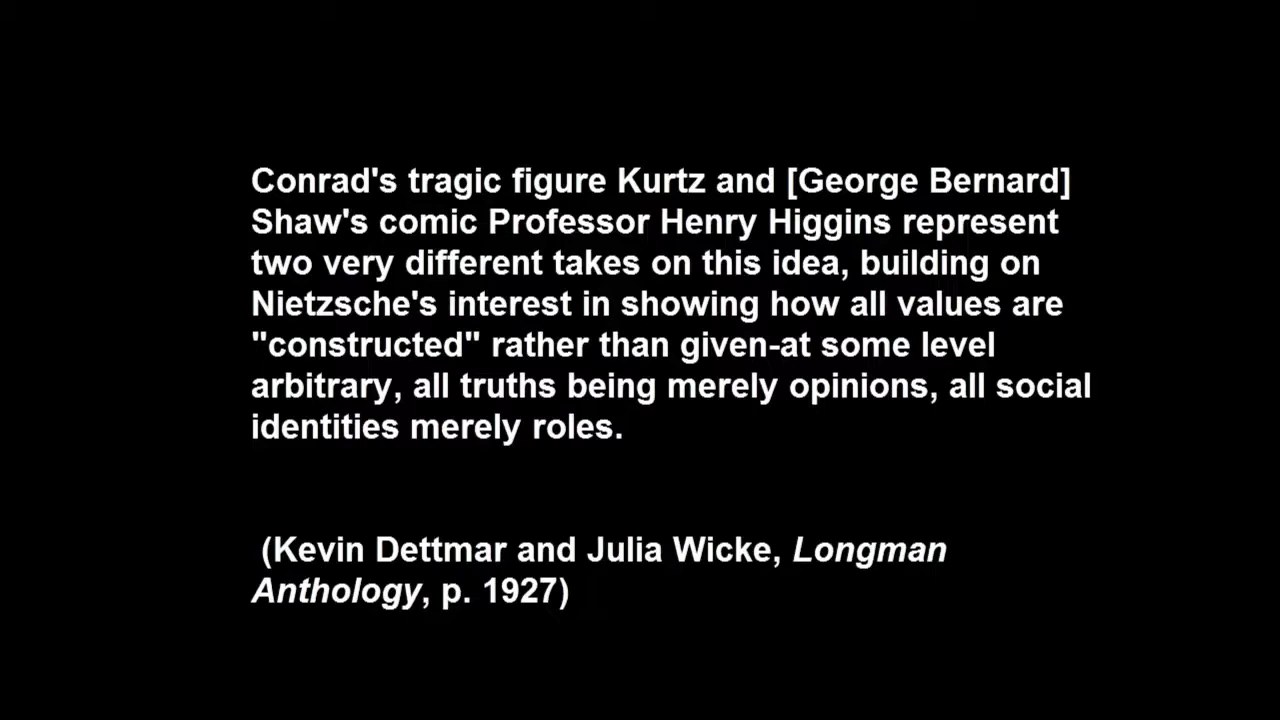 Conrad's tragic figure Kurtz and [George Bernard]
Shaw's comic Professor Henry Higgins represent
two very different takes on this idea, building on
Nietzsche's interest in showing how all values are
"constructed" rather than given-at some level
arbitrary, all truths being merely opinions, all social
identities merely roles.
(Kevin Dettmar and Julia Wicke, Longman
Anthology, p. 1927)